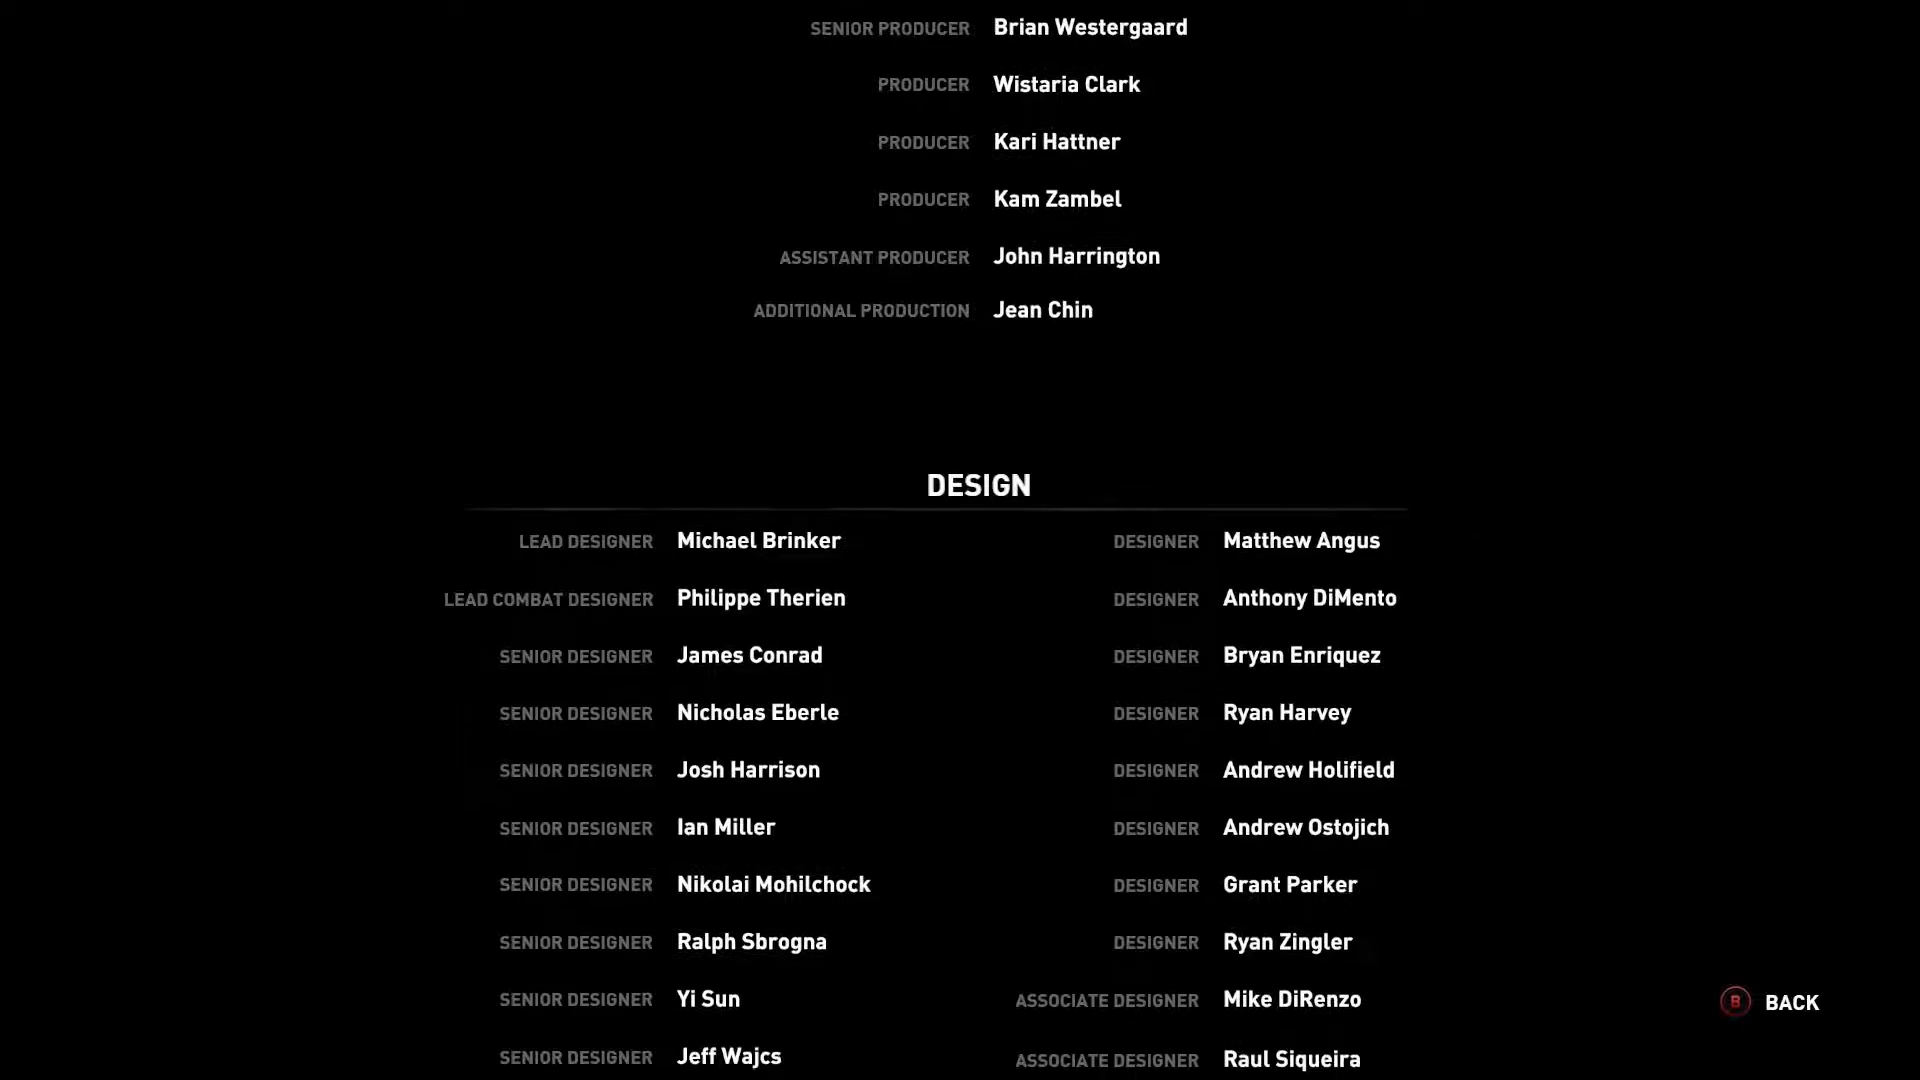 SENIOR PRODUCER Brian Westergaard
PRODUCER Wistaria Clark
PRODUCER Kari Hattner
PRODUCER Kam Zambel
ASSISTANT PRODUCER John Harrington
ADDITIONAL PRODUCTION Jean Chin
DESIGN
LEAD DESIGNER Michael Brinker DESIGNER Matthew Angus
LEAD COMBAT DESIGNER Philippe Therien DESIGNER Anthony DiMento
SENIOR DESIGNER James Conrad DESIGNER Bryan Enriquez
SENIOR DESIGNER Nicholas Eberle DESIGNER Ryan Harvey
SENIOR DESIGNER Josh Harrison DESIGNER Andrew Holifield
SENIOR DESIGNER Ian Miller DESIGNER Andrew Ostojich
SENIOR DESIGNER Nikolai Mohilchock DESIGNER Grant Parker
SENIOR DESIGNER Ralph Sbrogna DESIGNER Ryan Zingler
SENIOR DESIGNER Yi Sun ASSOCIATE DESIGNER Mike DiRenzo
B BACK
SENIOR DESIGNER Jeff Wajcs ASSOCIATE DESIGNER Raul Siqueira